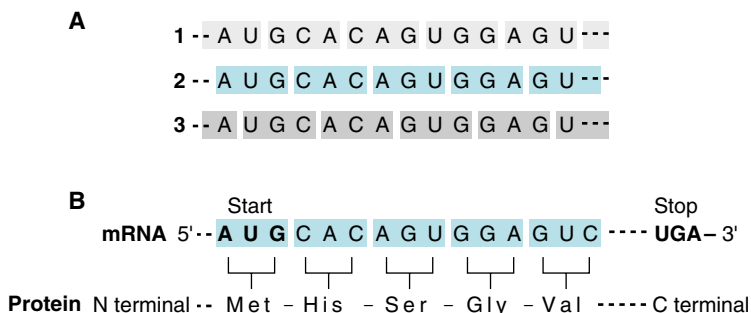 A
1 -- A U G C A C A G U G G A G U ---
2 -- A U G C A C A G U G G A G U ---
3 -- A U G C A C A G U G G A G U ---
B
Start Stop
mRNA 5' -- A U G C A C A G U G G A G U C ---- UGA – 3'
Protein N terminal -- Met – His – Ser – Gly – Val ----- C terminal